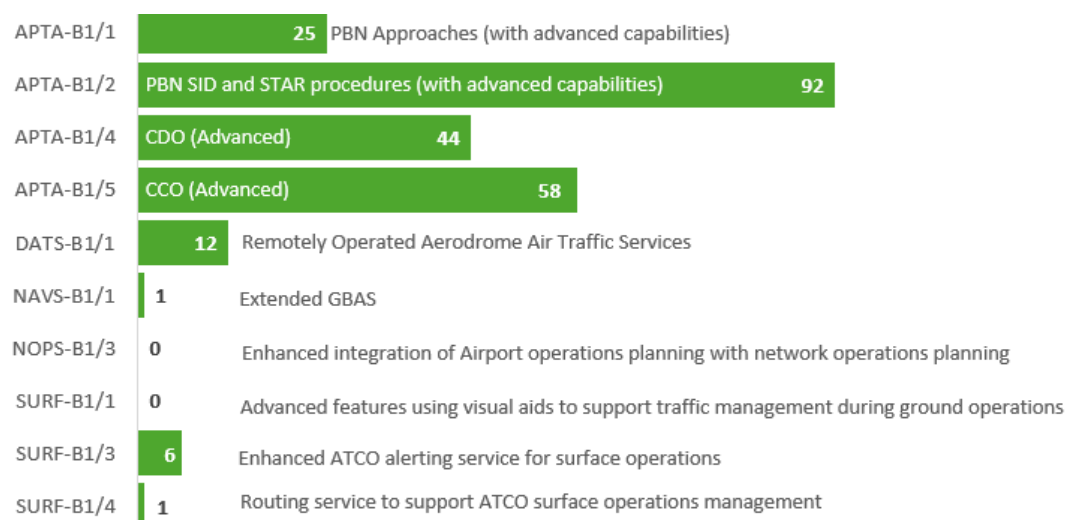 APTA-B1/1 25 PBN Approaches (with advanced capabilities)
APTA-B1/2 PBN SID and STAR procedures (with advanced capabilities) 92
APTA-B1/4 CDO (Advanced) 44
APTA-B1/5 CCO (Advanced) 58
DATS-B1/1 12 Remotely Operated Aerodrome Air Traffic Services
NAVS-B1/1 1 Extended GBAS
NOPS-B1/3 0 Enhanced integration of Airport operations planning with network operations planning
SURF-B1/1 0 Advanced features using visual aids to support traffic management during ground operations
SURF-B1/3 6 Enhanced ATCO alerting service for surface operations
SURF-B1/4 1 Routing service to support ATCO surface operations management